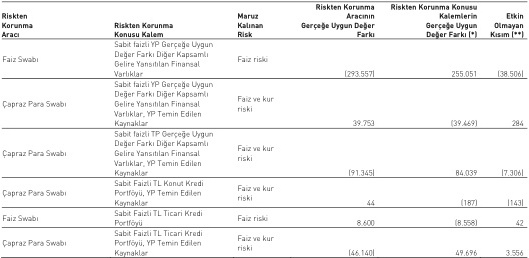 Riskten Korunma Aracı
Riskten Korunma Konusu Kalem
Maruz Kalınan Risk
Riskten Korunma Aracının Gerçeğe Uygun Değer Farkı
Riskten Korunma Konusu Kalemlerin Gerçeğe Uygun Değer Farkı (*)
Etkin Olmayan Kısım (**)
Faiz Swabı
Sabit faizli YP Gerçeğe Uygun
Değer Farkı Diğer Kapsamlı
Gelire Yansıtılan Finansal
Varlıklar
Faiz riski
(293.557)
255.051
(38.506)
Çapraz Para Swabı
Sabit faizli YP Gerçeğe Uygun
Değer Farkı Diğer Kapsamlı
Gelire Yansıtılan Finansal
Varlıklar, YP Temin Edilen
Kaynaklar
Faiz ve kur
riski
39.753
(39.469)
284
Çapraz Para Swabı
Sabit faizli TP Gerçeğe Uygun
Değer Farkı Diğer Kapsamlı
Gelire Yansıtılan Finansal
Varlıklar, YP Temin Edilen
Kaynaklar
Faiz ve kur
riski
(91.345)
84.039
(7.306)
Çapraz Para Swabı
Sabit Faizli TL Konut Kredi
Portföyü, YP Temin Edilen
Kaynaklar
Faiz ve kur
riski
44
(187)
(143)
Faiz Swabı
Sabit Faizli TL Ticari Kredi
Portföyü
Faiz riski
8.600
(8.558)
42
Çapraz Para Swabı
Sabit Faizli TL Ticari Kredi
Portföyü, YP Temin Edilen
Kaynaklar
Faiz ve kur
riski
(46.140)
49.696
3.556